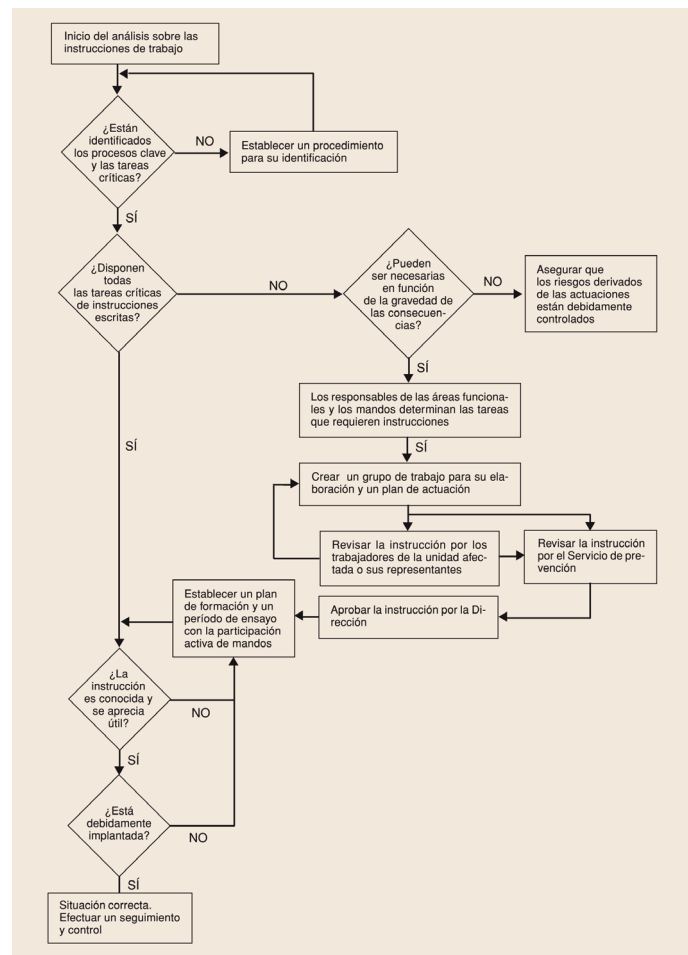 Inicio del análisis sobre las
instrucciones de trabajo
¿Están
identificados
los procesos clave
y las tareas
críticas?
NO
Establecer un procedimiento
para su identificación
SÍ
¿Disponen
todas
las tareas críticas
de instrucciones
escritas?
NO
¿Pueden
ser necesarias
en función
de la gravedad de
las consecuen-
cias?
NO
Asegurar que
los riesgos derivados
de las actuaciones
están debidamente
controlados
SÍ
Los responsables de las áreas funciona-
les y los mandos determinan las tareas
que requieren instrucciones
SÍ
SÍ
Crear un grupo de trabajo para su ela-
boración y un plan de actuación
Revisar la instrucción por los
trabajadores de la unidad afec-
tada o sus representantes
Revisar la instrucción
por el Servicio de pre-
vención
Establecer un plan
de formación y un
período de ensayo
con la participación
activa de mandos
Aprobar la instrucción por la Di-
rección
¿La
instrucción
es conocida y
se aprecia
útil?
NO
SÍ
¿Está
debidamente
implantada?
NO
SÍ
Situación correcta.
Efectuar un seguimiento
y control